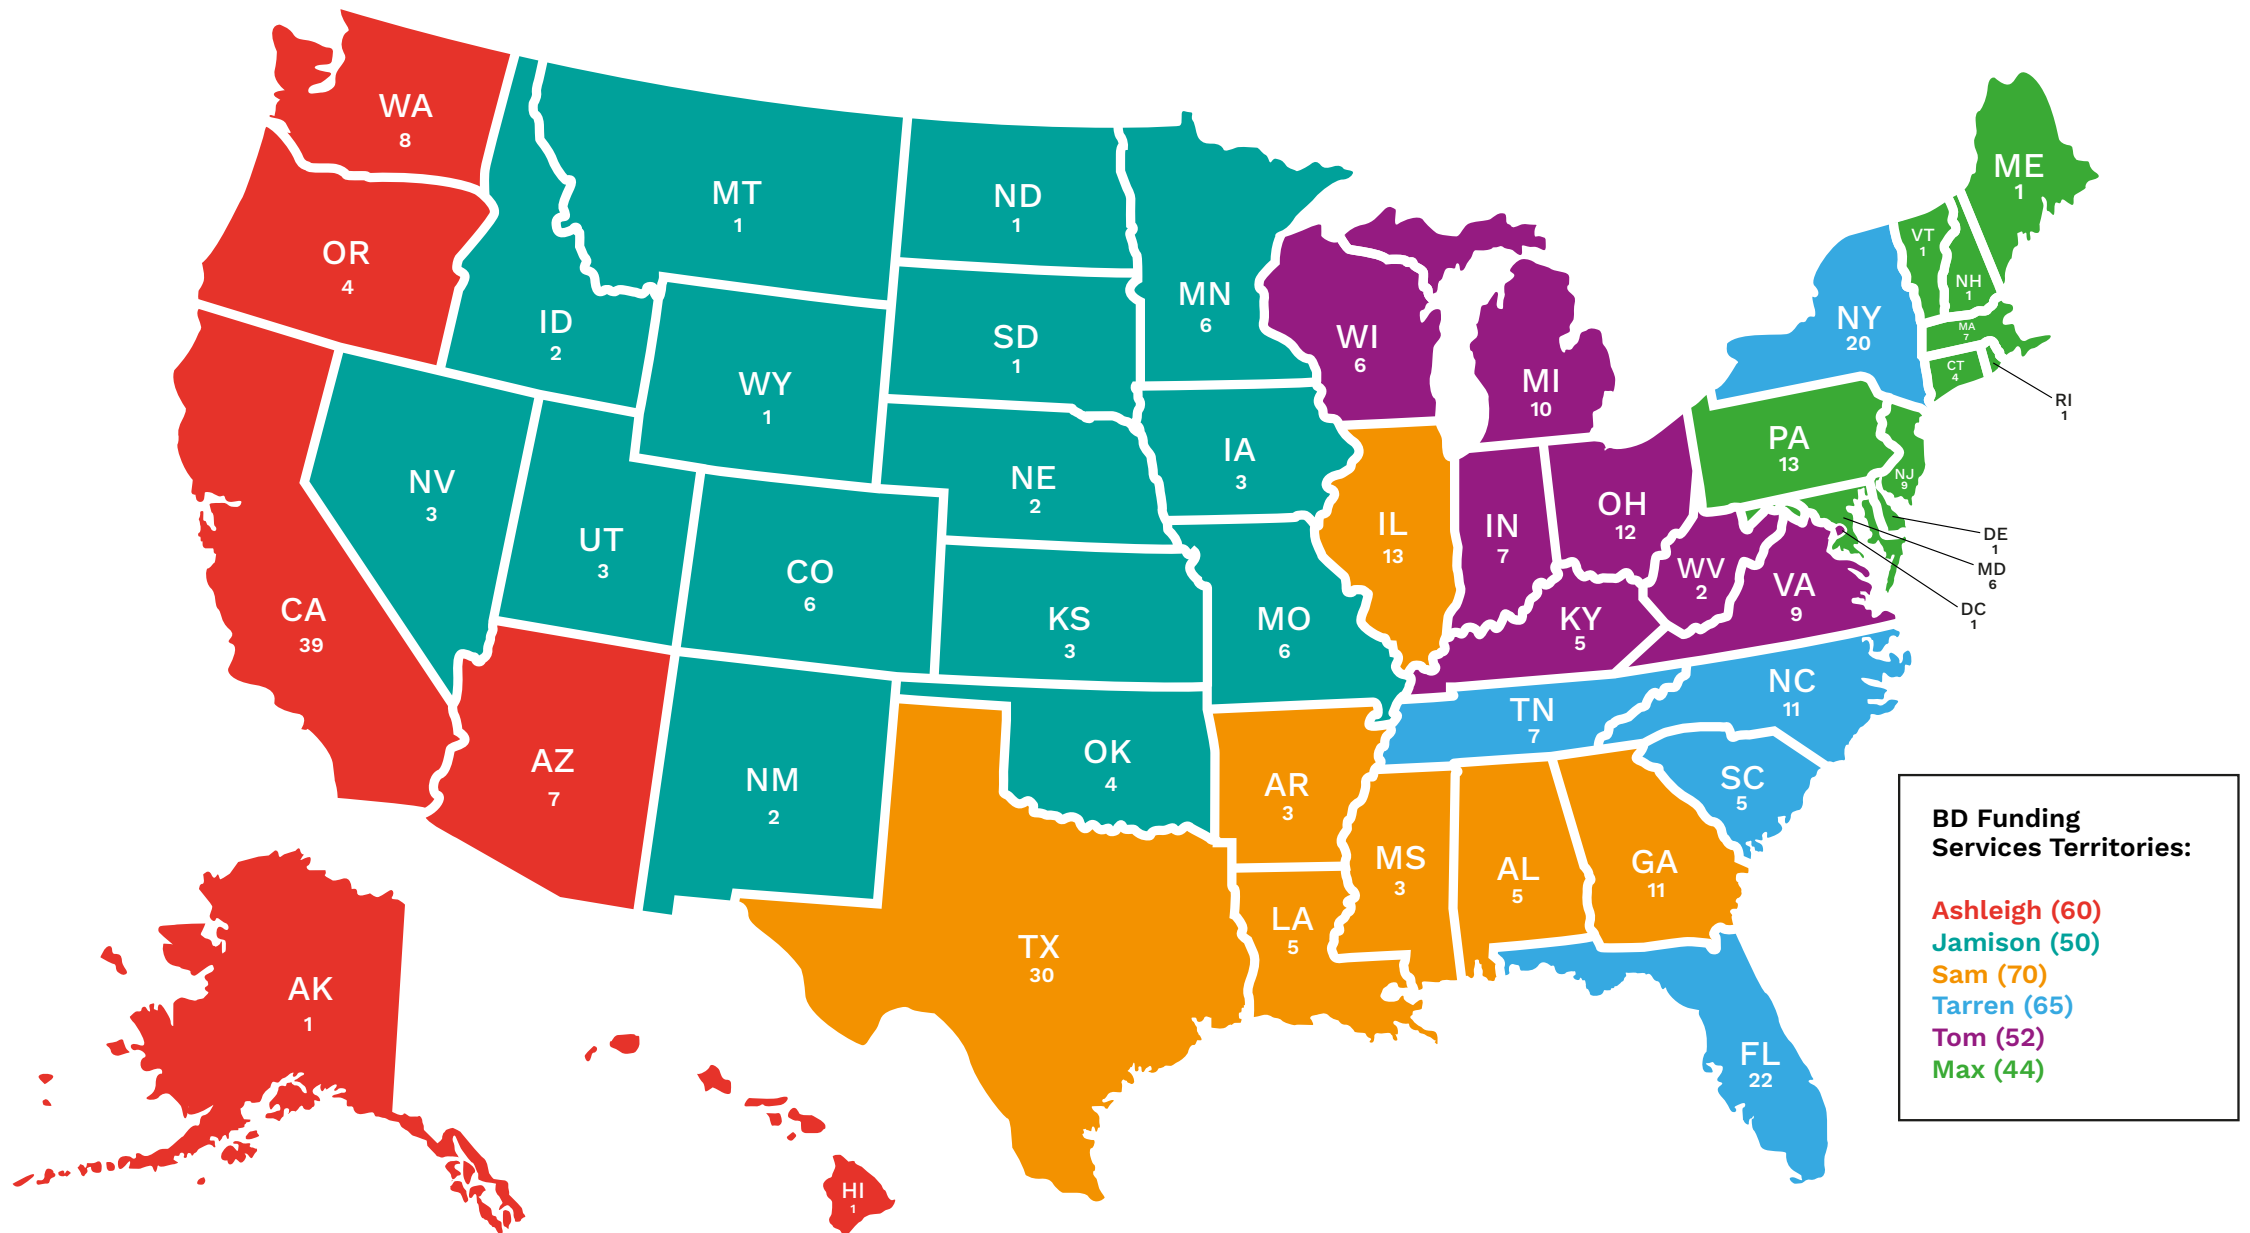 WA
8
OR
4
CA
39
NV
3
ID
2
MT
1
WY
1
UT
3
CO
6
AZ
7
NM
2
ND
1
SD
1
NE
2
KS
3
OK
4
TX
30
MN
6
IA
3
MO
6
AR
3
LA
5
WI
6
IL
13
MI
10
IN
7
OH
12
KY
5
WV
2
VA
9
TN
7
NC
11
SC
5
MS
3
AL
5
GA
11
FL
22
NY
20
PA
13
NJ
9
VT
1
NH
1
ME
1
MA
7
CT
4
RI
1
DE
1
MD
6
DC
1
AK
1
HI
1
BD Funding
Services Territories:
Ashleigh (60)
Jamison (50)
Sam (70)
Tarren (65)
Tom (52)
Max (44)